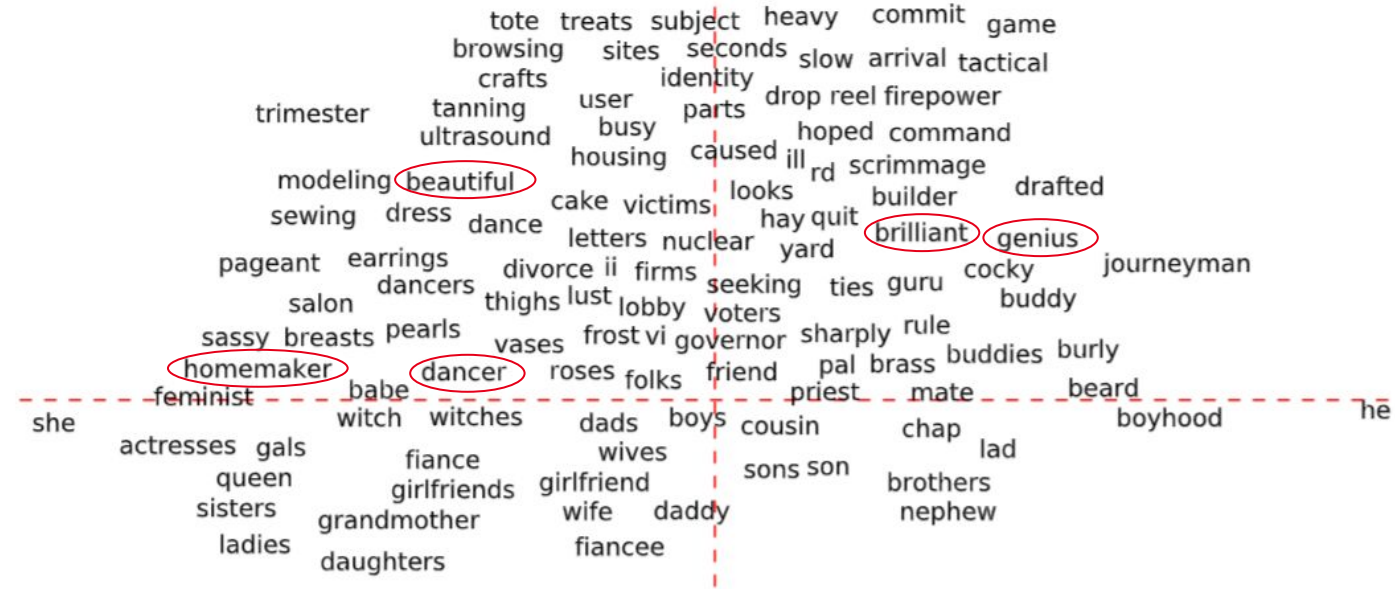 tote treats subject heavy commit game
browsing sites seconds slow arrival tactical
crafts identity
trimester tanning user parts drop reel firepower
ultrasound busy hoped command
housing caused ill rd scrimmage
modeling beautiful looks builder drafted
sewing dress dance cake victims hay quit brilliant genius
letters nuclear yard
pageant earrings divorce ii firms cocky journeyman
dancers seeking ties guru
salon thighs lust lobby voters buddy
sassy breasts pearls vases frost vi governor sharply rule
homemaker dancer roses folks friend pal brass buddies burly
feminist babe priest mate beard
she witch witches dads boys cousin chap boyhood he
actresses gals fiance wives lad
queen girlfriends girlfriend sons son brothers
sisters grandmother wife daddy nephew
ladies daughters fiancee